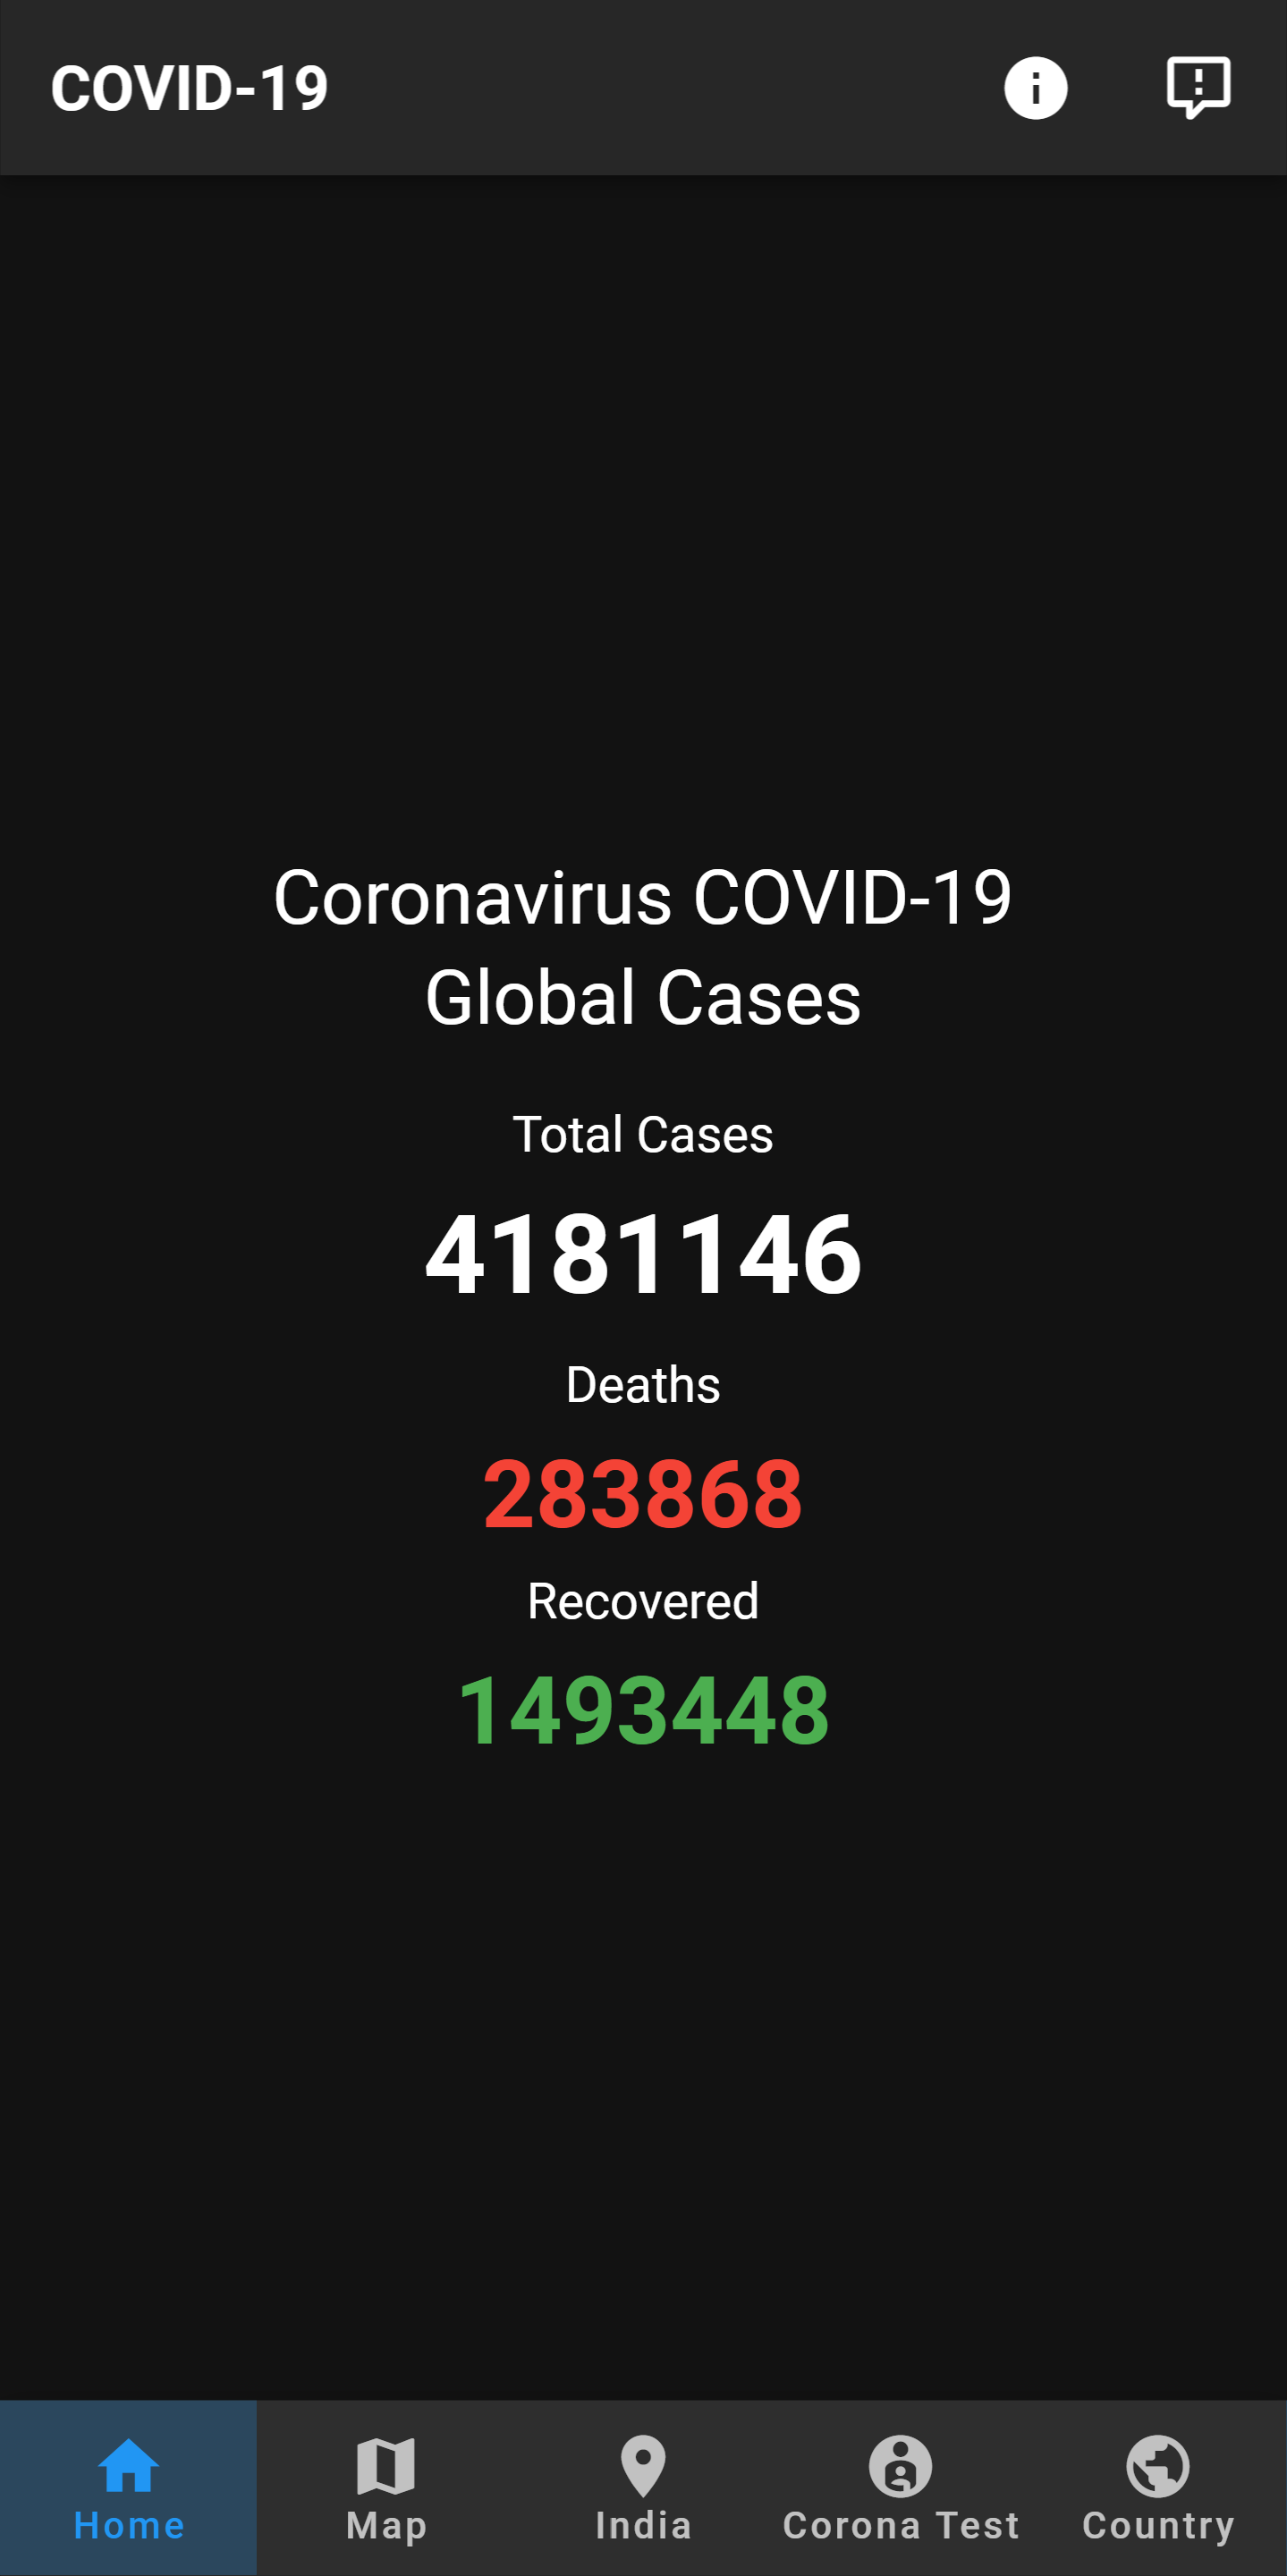 COVID-19
Coronavirus COVID-19
Global Cases
Total Cases
4181146
Deaths
283868
Recovered
1493448
Home
Map
India
Corona Test
Country